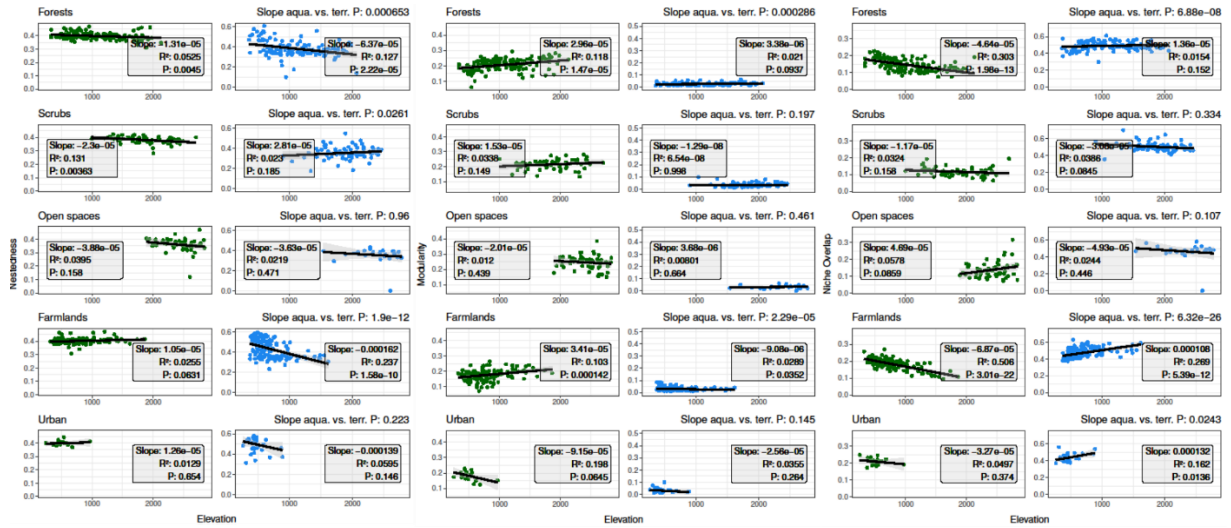 Forests Slope aqua. vs. terr. P: 0.000653
Slope: −1.31e−05
R²: 0.0525
P: 0.0045
Slope: −6.37e−05
R²: 0.127
P: 2.22e−05
Scrubs Slope aqua. vs. terr. P: 0.0261
Slope: −2.3e−05
R²: 0.131
P: 0.00363
Slope: 2.81e−05
R²: 0.023
P: 0.185
Open spaces Slope aqua. vs. terr. P: 0.96
Slope: −3.88e−05
R²: 0.0395
P: 0.158
Slope: −3.63e−05
R²: 0.0219
P: 0.471
Farmlands Slope aqua. vs. terr. P: 1.9e−12
Slope: 1.05e−05
R²: 0.0255
P: 0.0631
Slope: −0.000162
R²: 0.237
P: 1.58e−10
Urban Slope aqua. vs. terr. P: 0.223
Slope: 1.26e−05
R²: 0.0129
P: 0.654
Slope: −0.000139
R²: 0.0595
P: 0.146
Nestedness
1000 2000 1000 2000
Elevation
Forests Slope aqua. vs. terr. P: 0.000286
Slope: 2.96e−05
R²: 0.118
P: 1.47e−05
Slope: 3.38e−06
R²: 0.021
P: 0.0937
Scrubs Slope aqua. vs. terr. P: 0.197
Slope: 1.53e−05
R²: 0.0338
P: 0.149
Slope: −1.29e−08
R²: 6.54e−08
P: 0.998
Open spaces Slope aqua. vs. terr. P: 0.461
Slope: −2.01e−05
R²: 0.012
P: 0.439
Slope: 3.68e−06
R²: 0.00801
P: 0.664
Farmlands Slope aqua. vs. terr. P: 2.29e−05
Slope: 3.41e−05
R²: 0.103
P: 0.000142
Slope: −9.08e−06
R²: 0.0289
P: 0.0352
Urban Slope aqua. vs. terr. P: 0.145
Slope: −9.15e−05
R²: 0.198
P: 0.0645
Slope: −2.56e−05
R²: 0.0355
P: 0.264
Modularity
1000 2000 1000 2000
Elevation
Forests Slope aqua. vs. terr. P: 6.88e−08
Slope: −4.64e−05
R²: 0.303
P: 1.98e−13
Slope: 1.36e−05
R²: 0.0154
P: 0.152
Scrubs Slope aqua. vs. terr. P: 0.334
Slope: −1.17e−05
R²: 0.0324
P: 0.158
R²: 0.0386
P: 0.0845
Open spaces Slope aqua. vs. terr. P: 0.107
Slope: 4.69e−05
R²: 0.0578
P: 0.0859
Slope: −4.93e−05
R²: 0.0244
P: 0.446
Farmlands Slope aqua. vs. terr. P: 6.32e−26
Slope: −6.87e−05
R²: 0.506
P: 3.01e−22
Slope: 0.000108
R²: 0.269
P: 5.39e−12
Urban Slope aqua. vs. terr. P: 0.0243
Slope: −3.27e−05
R²: 0.0497
P: 0.374
Slope: 0.000132
R²: 0.162
P: 0.0136
Niche Overlap
1000 2000 1000 2000
Elevation